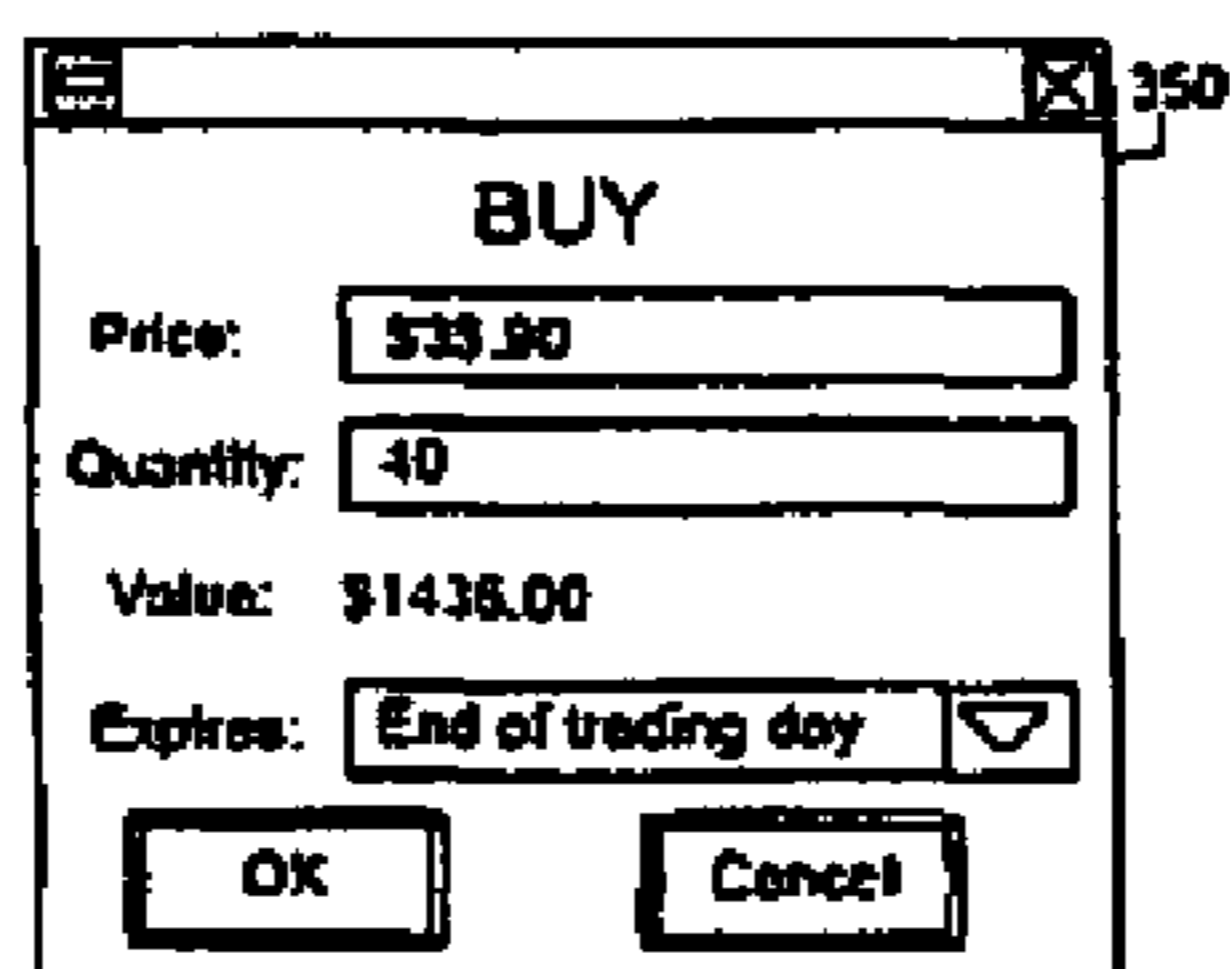 350
BUY
Price: $35.90
Quantity: 40
Value: $1436.00
Expires: End of trading day
OK Cancel